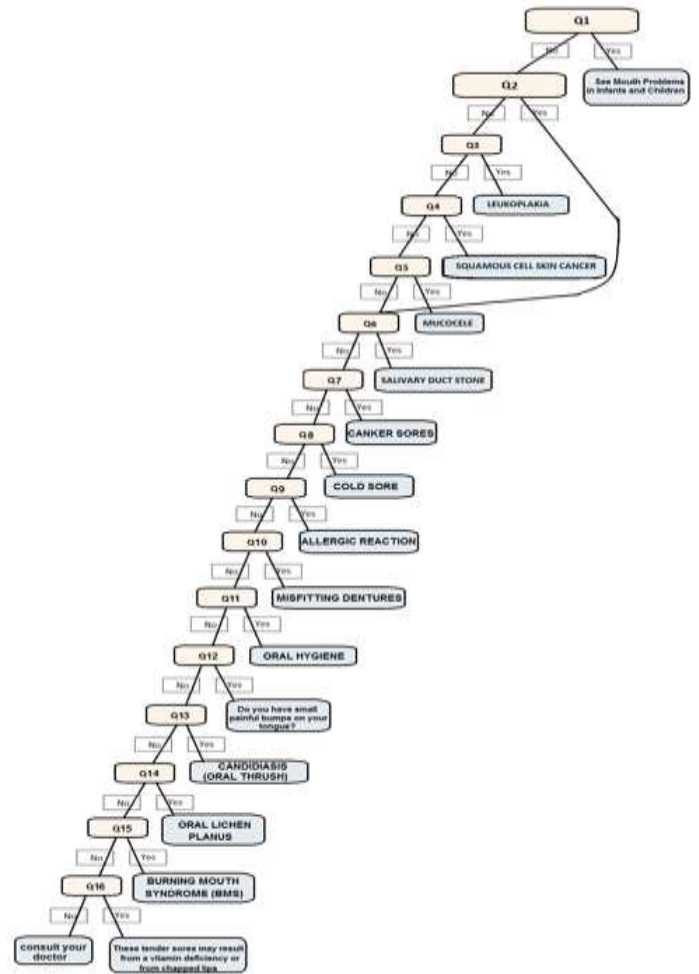 Q1
No
Yes
See Mouth Problems
in Infants and Children
Q2
No
Yes
Q3
No
Yes
LEUKOPLAKIA
Q4
No
Yes
SQUAMOUS CELL SKIN CANCER
Q5
No
Yes
MUCOCELE
Q6
No
Yes
SALIVARY DUCT STONE
Q7
No
Yes
CANKER SORES
Q8
No
Yes
COLD SORE
Q9
No
Yes
ALLERGIC REACTION
Q10
No
Yes
MISFITTING DENTURES
Q11
No
Yes
ORAL HYGIENE
Q12
No
Yes
Do you have small
painful bumps on your
tongue?
Q13
No
Yes
CANDIDIASIS
(ORAL THRUSH)
Q14
No
Yes
ORAL LICHEN
PLANUS
Q15
No
Yes
BURNING MOUTH
SYNDROME (BMS)
Q16
No
Yes
consult your
doctor
These tender sores may result
from a vitamin deficiency or
from chapped lips